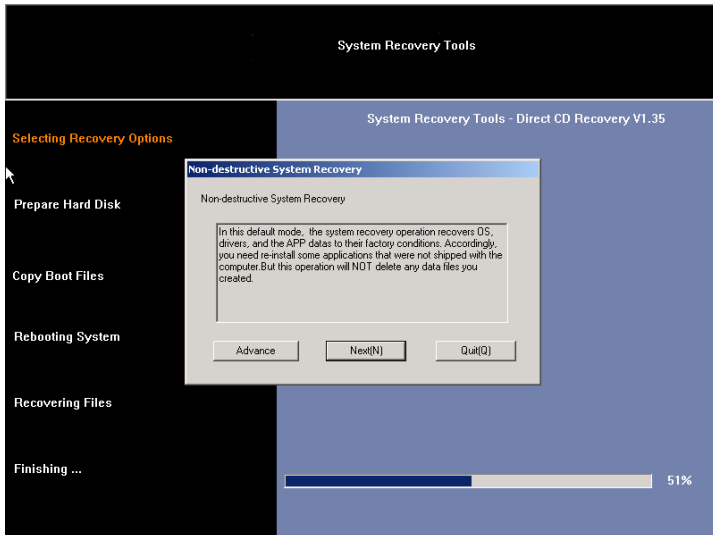 System Recovery Tools
System Recovery Tools - Direct CD Recovery V1.35
Selecting Recovery Options
Prepare Hard Disk
Copy Boot Files
Rebooting System
Recovering Files
Finishing ...
Non-destructive System Recovery
Non-destructive System Recovery
In this default mode,  the system recovery operation recovers OS,
drivers, and the APP datas to their factory conditions. Accordingly,
you need re-install some applications that were not shipped with the
computer.But this operation will NOT delete any data files you
created.
Advance
Next(N)
Quit(Q)
51%